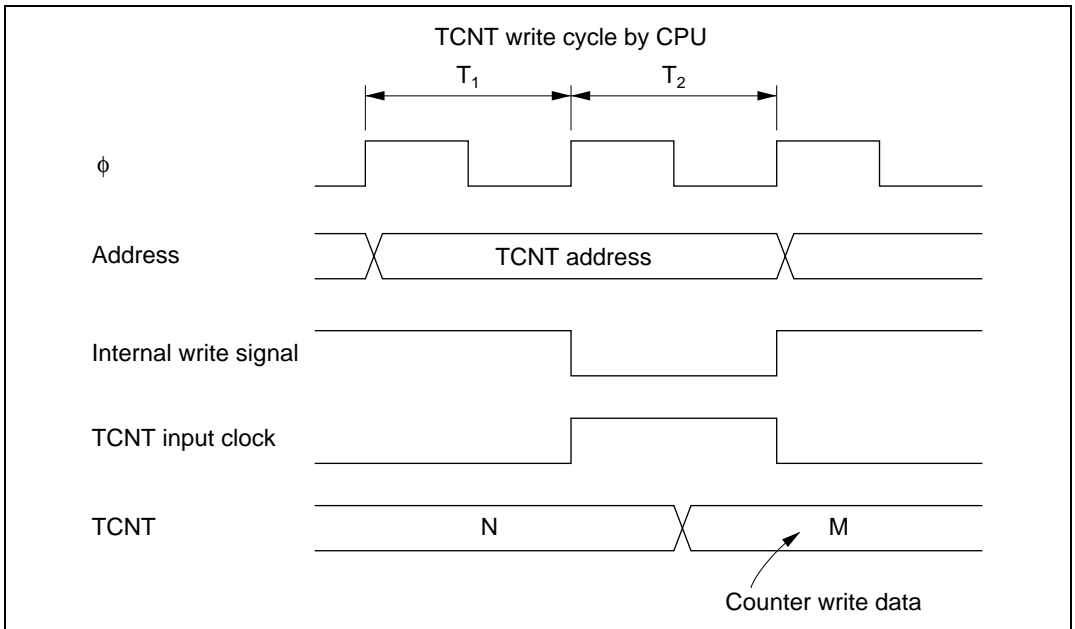 TCNT write cycle by CPU
T1 T2
ϕ
Address
TCNT address
Internal write signal
TCNT input clock
TCNT
N
M
Counter write data